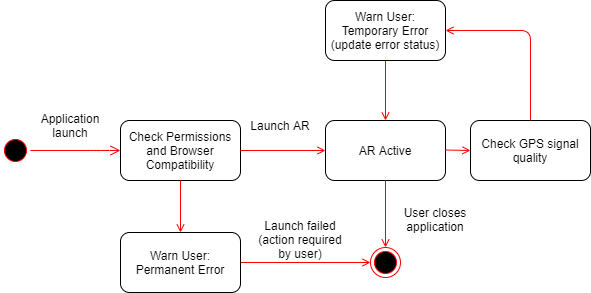 Warn User:
Temporary Error
(update error status)
Application
launch
Check Permissions
and Browser
Compatibility
Launch AR
AR Active
Check GPS signal
quality
Warn User:
Permanent Error
Launch failed
(action required
by user)
User closes
application